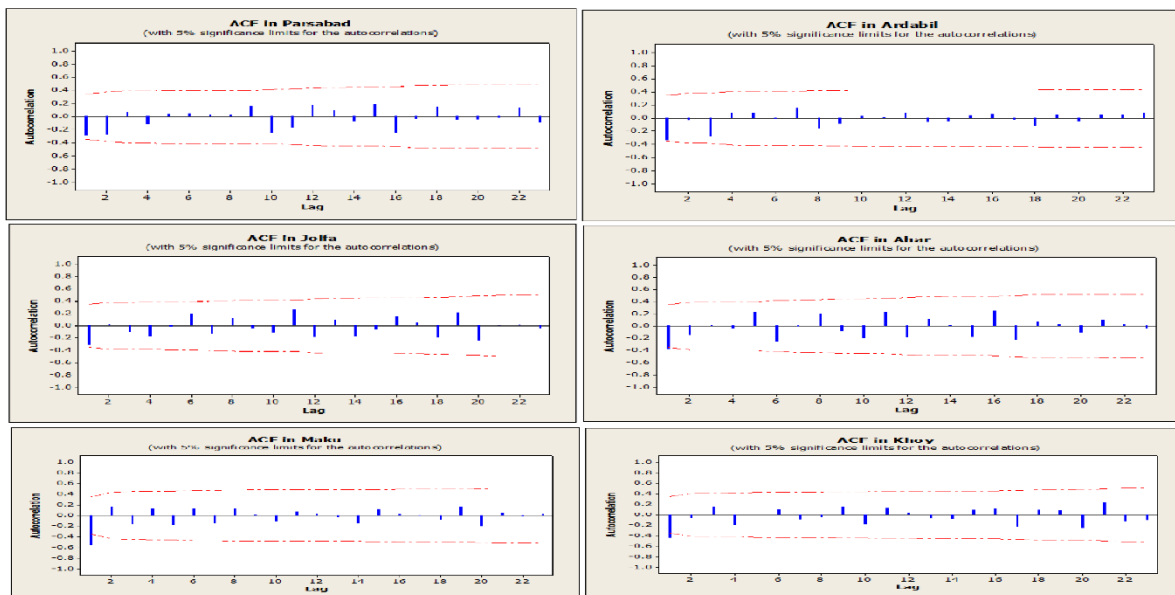 ACF in Parsabad
(with 5% significance limits for the autocorrelations)
Autocorrelation
1.0
0.8
0.6
0.4
0.2
0.0
-0.2
-0.4
0.6
-0.8
-1.0
2 4 6 8 10 12 14 16 18 20 22
Lag
ACF in Ardabil
(with 5% significance limits for the autocorrelations)
Autocorrelation
1.0
0.8
0.6
0.4
0.2
0.0
-0.2
-0.4
-0.6
-0.8
-1.0
2 4 6 8 10 12 14 16 18 20 22
Lag
ACF in Jolfa
(with 5% significance limits for the autocorrelations)
Autocorrelation
1.0
0.8
0.6
0.4
0.2
0.0
-0.2
-0.4
-0.6
-0.8
-1.0
2 4 6 8 10 12 14 16 18 20 22
Lag
ACF in Ahar
(with 5% significance limits for the autocorrelations)
Autocorrelation
1.0
0.8
0.6
0.4
0.2
0.0
-0.2
-0.4
-0.6
-0.8
-1.0
2 4 6 8 10 12 14 16 18 20 22
Lag
ACF in Maku
(with 5% significance limits for the autocorrelations)
Autocorrelation
1.0
0.8
0.6
0.4
0.2
0.0
-0.2
-0.4
-0.6
-0.8
-1.0
2 4 6 8 10 12 14 16 18 20 22
Lag
ACF in Khoy
(with 5% significance limits for the autocorrelations)
Autocorrelation
1.0
0.8
0.6
0.4
0.2
0.0
-0.2
-0.4
-0.6
-0.8
-1.0
2 4 6 8 10 12 14 16 18 20 22
Lag